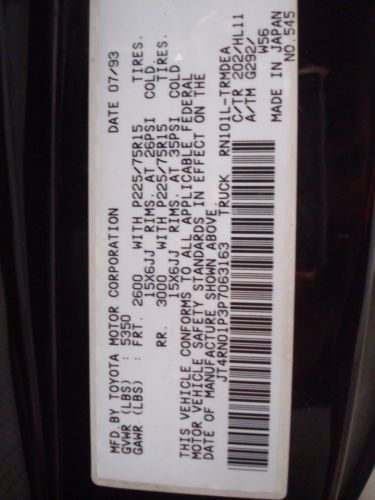 MFD.BY TOYOTA MOTOR CORPORATION DATE 07/93
GVWR (LBS) : 5350
GAWR (LBS) : FRT. 2600 WITH P225/75R15 TIRES.
15X6JJ RIMS. AT 26PSI COLD.
RR. 3000 WITH P225/75R15 TIRES.
15X6JJ RIMS. AT 35PSI COLD
THIS VEHICLE CONFORMS TO ALL APPLICABLE FEDERAL
MOTOR VEHICLE SAFETY STANDARDS IN EFFECT ON THE
DATE OF MANUFACTURE SHOWN ABOVE.
JT4RN01P3P7063163 TRUCK RN101L-TRMDEA
C/TR 202/HL11
A/TM G292/
W56
MADE IN JAPAN
NO.545